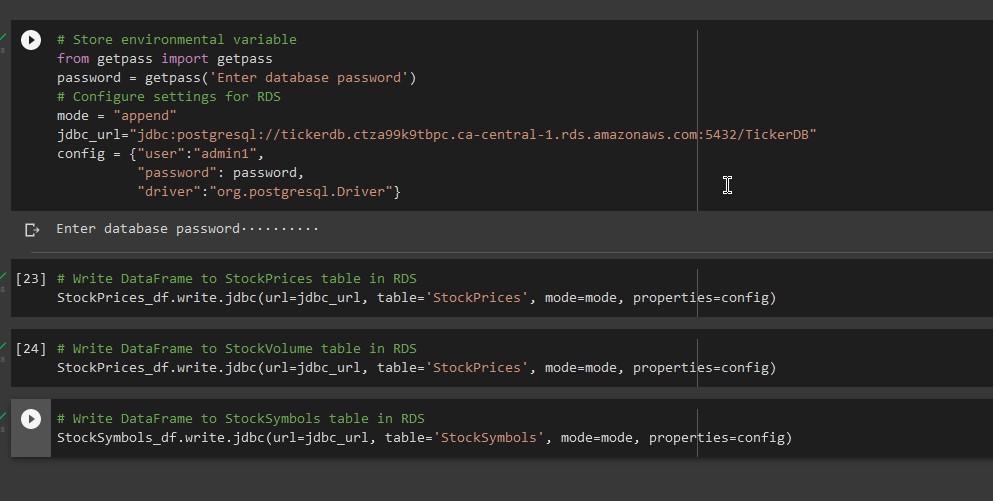 # Store environmental variable
from getpass import getpass
password = getpass('Enter database password')
# Configure settings for RDS
mode = "append"
jdbc_url="jdbc:postgresql://tickerdb.ctza99k9tbpc.ca-central-1.rds.amazonaws.com:5432/TickerDB"
config = {"user":"admin1",
"password": password,
"driver":"org.postgresql.Driver"}
Enter database password··········
[23] # Write DataFrame to StockPrices table in RDS
StockPrices_df.write.jdbc(url=jdbc_url, table='StockPrices', mode=mode, properties=config)
[24] # Write DataFrame to StockVolume table in RDS
StockPrices_df.write.jdbc(url=jdbc_url, table='StockPrices', mode=mode, properties=config)
# Write DataFrame to StockSymbols table in RDS
StockSymbols_df.write.jdbc(url=jdbc_url, table='StockSymbols', mode=mode, properties=config)